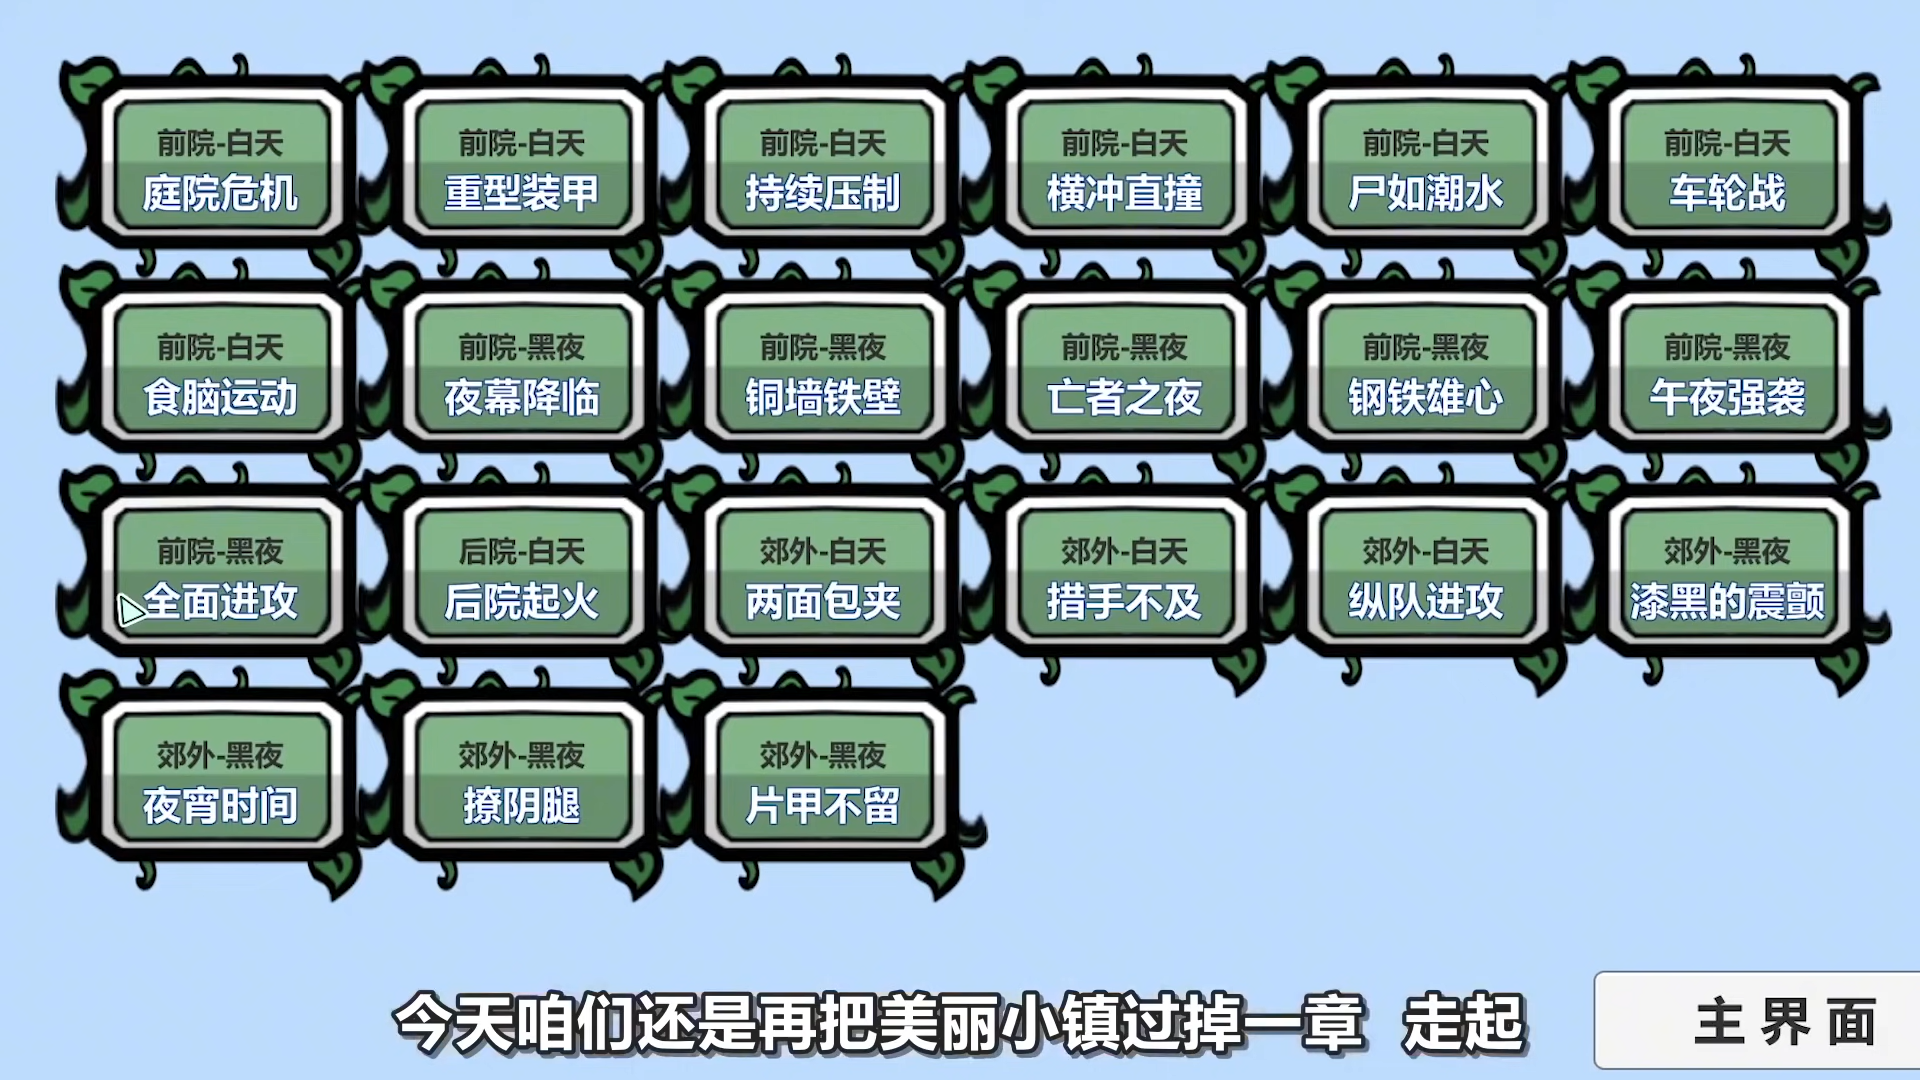 前院-白天
庭院危机
前院-白天
重型装甲
前院-白天
持续压制
前院-白天
横冲直撞
前院-白天
尸如潮水
前院-白天
车轮战
前院-白天
食脑运动
前院-黑夜
夜幕降临
前院-黑夜
铜墙铁壁
前院-黑夜
亡者之夜
前院-黑夜
钢铁雄心
前院-黑夜
午夜强袭
前院-黑夜
全面进攻
后院-白天
后院起火
郊外-白天
两面包夹
郊外-白天
措手不及
郊外-白天
纵队进攻
郊外-黑夜
漆黑的震颤
郊外-黑夜
夜宵时间
郊外-黑夜
撩阴腿
郊外-黑夜
片甲不留
今天咱们还是再把美丽小镇过掉一章 走起
主界面